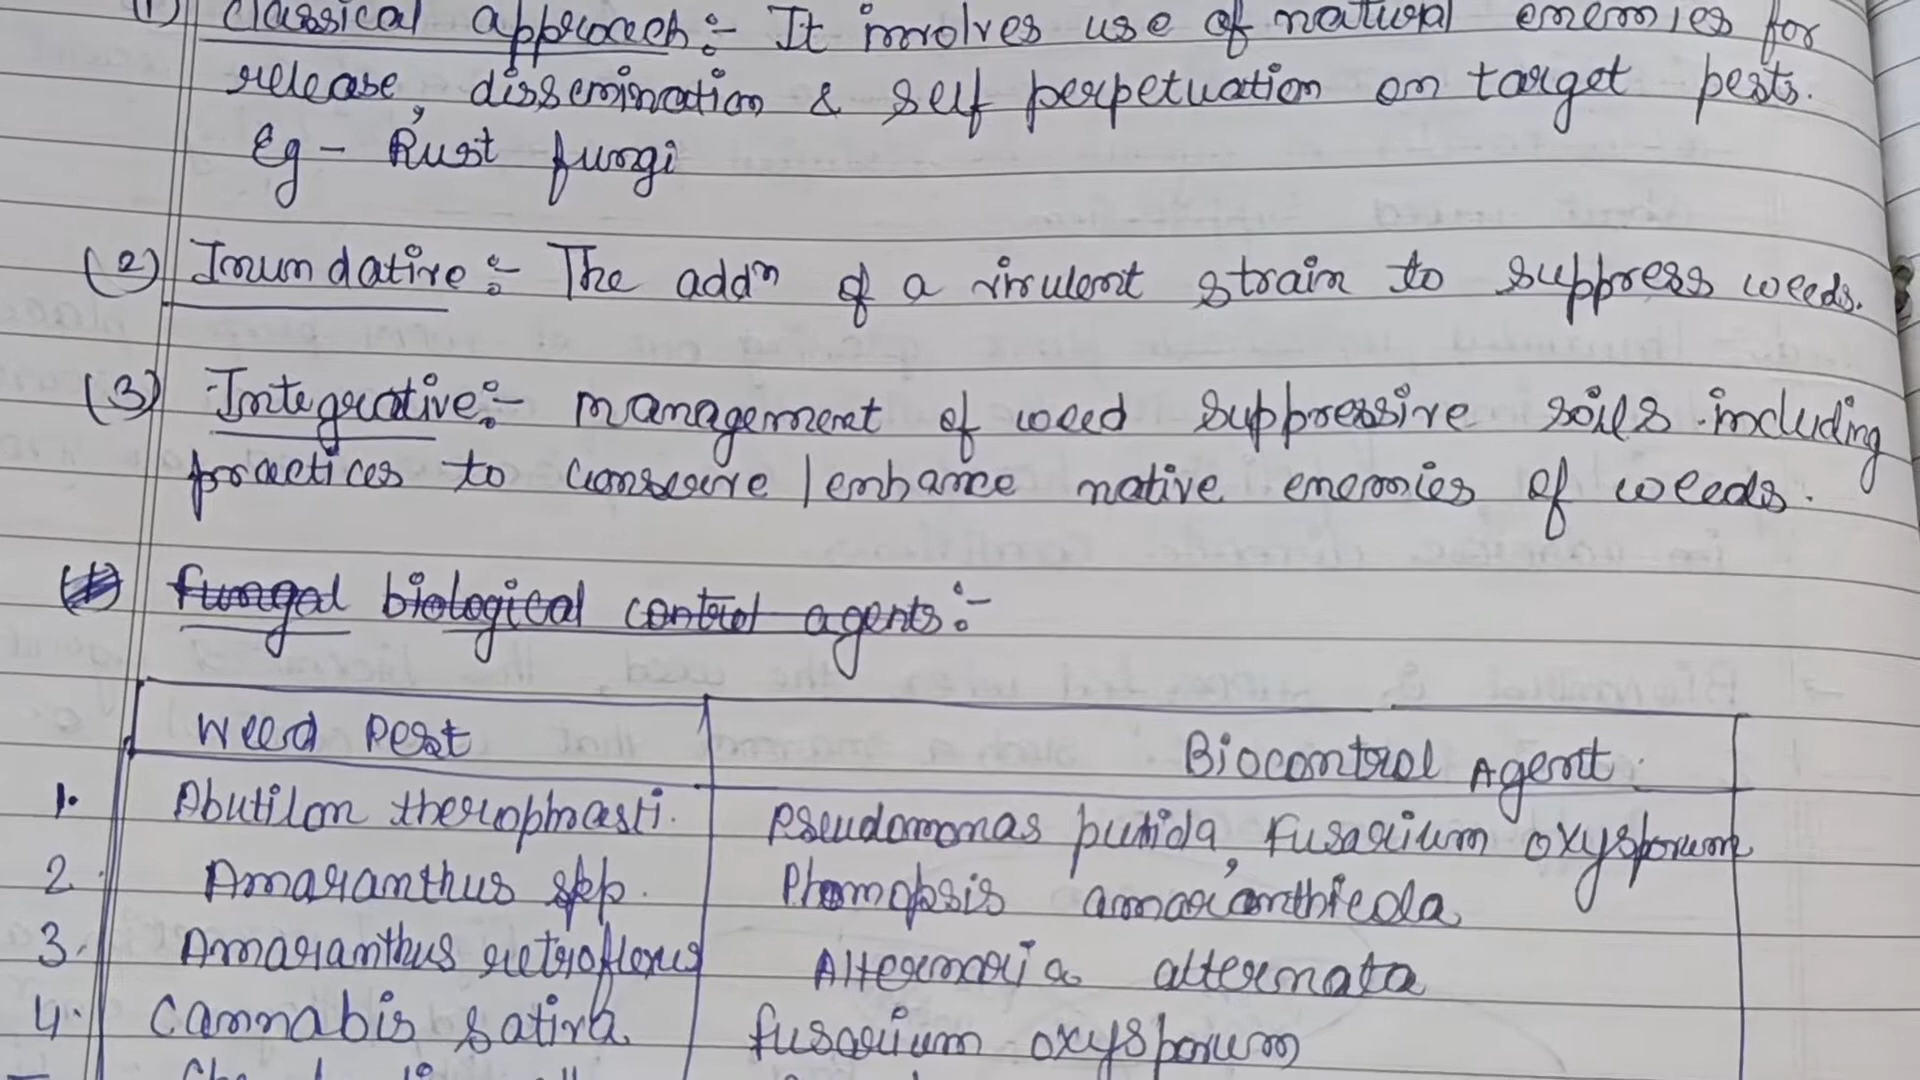 (1) Classical approach:- It involves use of natural enemies for
release, dissemination & self perpetuation on target pests.
Eg - Rust fungi
(2) Inundative:- The addn of a virulent strain to suppress weeds.
(3) Integrative:- management of weed suppressive soils including
practices to conserve / enhance native enemies of weeds.
fungal biological control agents:-
Weed Pest Biocontrol Agent.
1. Abutilon therophrasti. Pseudomonas putida, Fusarium oxysporum
2. Amaranthus spp. Phomopsis amaranthicola
3. Amaranthus retroflexus Alternaria alternata
4. Cannabis sativa Fusarium oxysporum